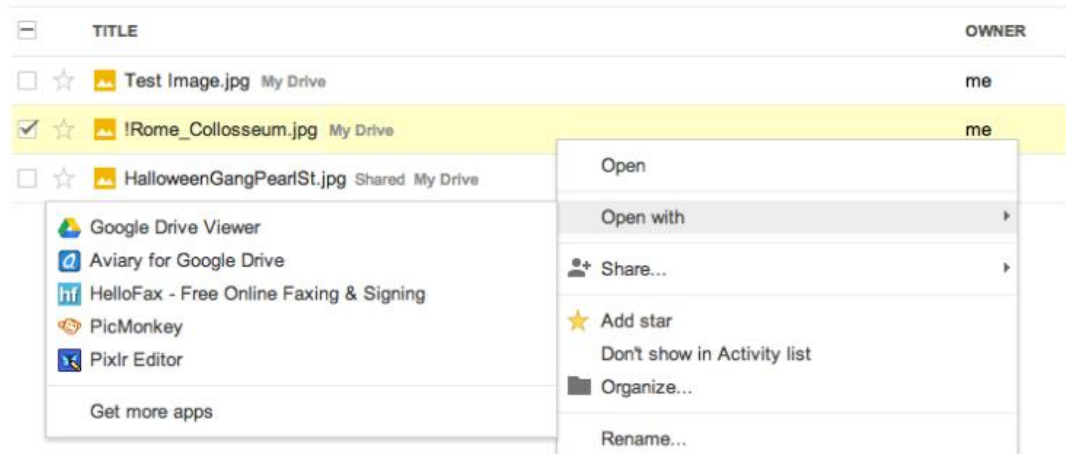 TITLE OWNER
Test Image.jpg My Drive me
!Rome_Collosseum.jpg My Drive me
HalloweenGangPearlSt.jpg Shared My Drive
Open
Open with
Share...
Add star
Don't show in Activity list
Organize...
Rename...
Google Drive Viewer
Aviary for Google Drive
HelloFax - Free Online Faxing & Signing
PicMonkey
Pixlr Editor
Get more apps